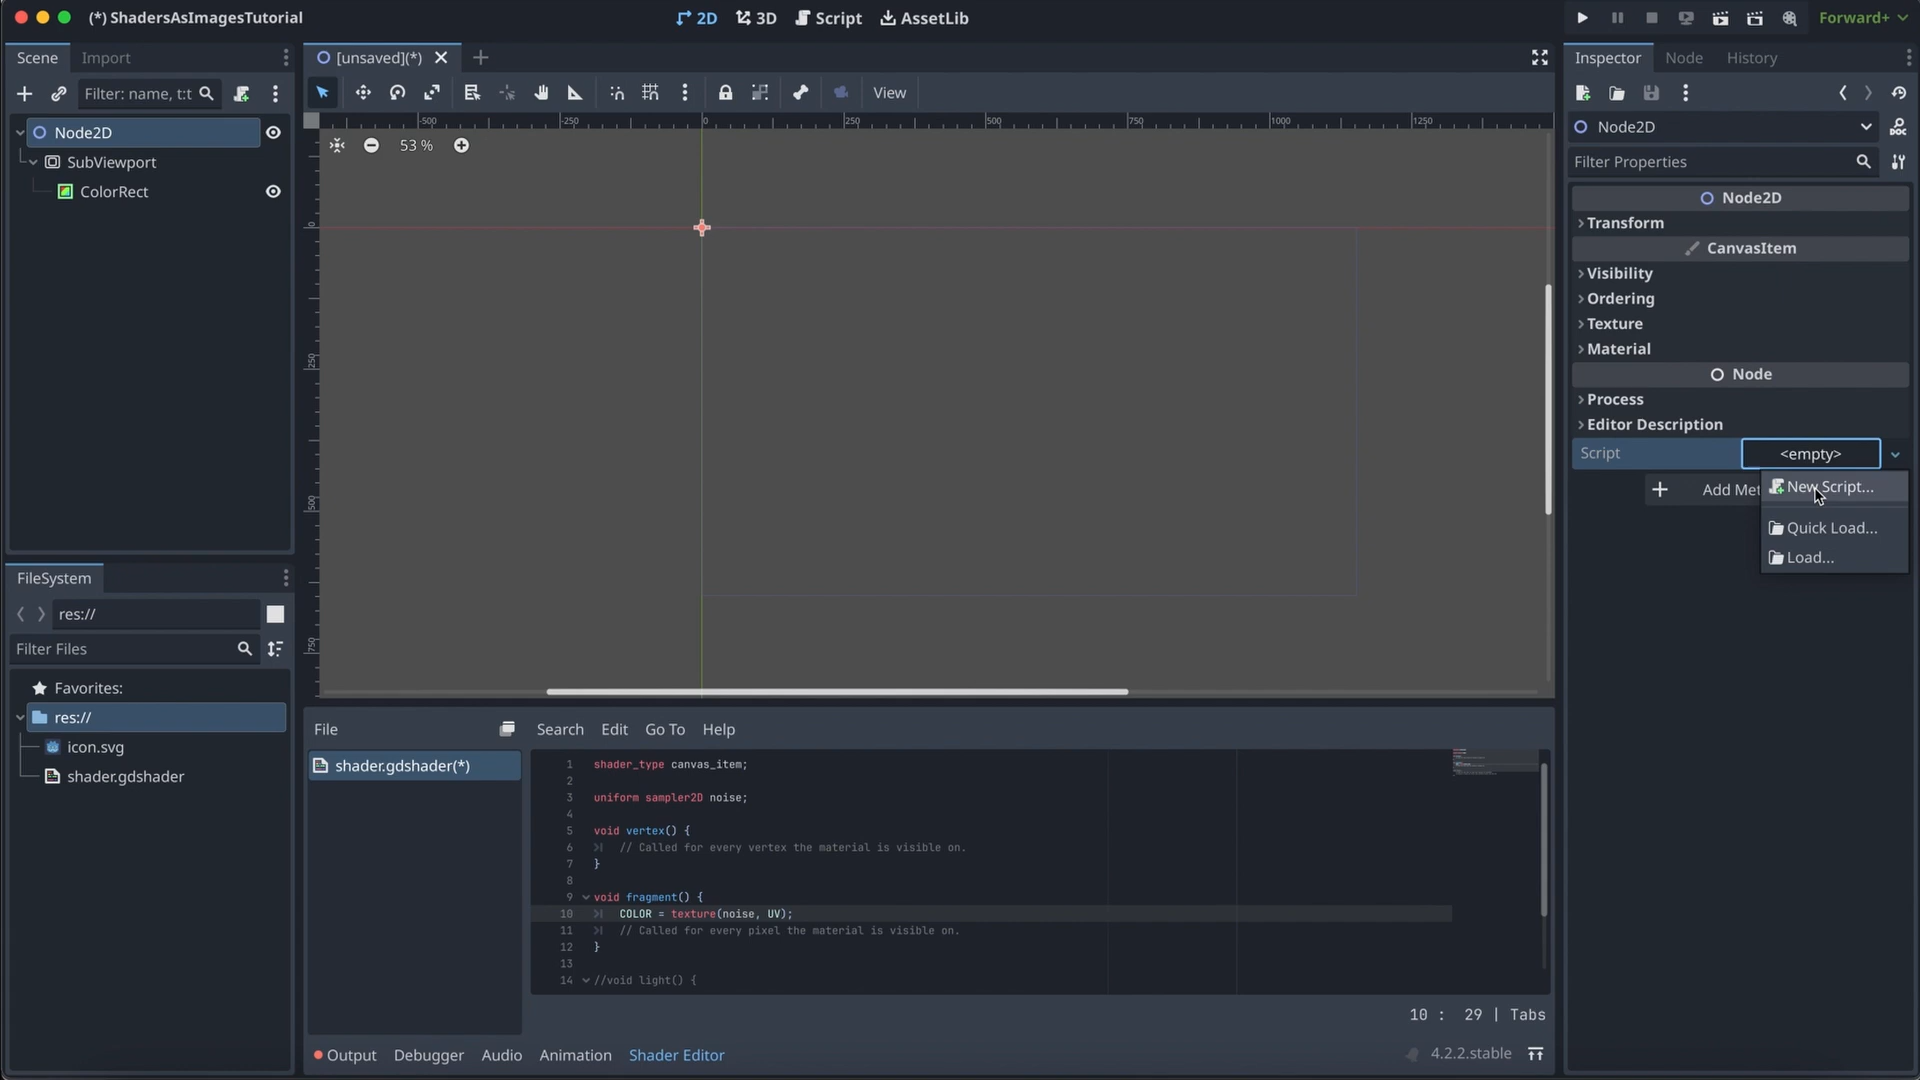 (*) ShadersAsImagesTutorial
2D 3D Script AssetLib
Forward+
Scene Import
Filter: name, t:t
Node2D
SubViewport
ColorRect
FileSystem
res://
Filter Files
Favorites:
res://
icon.svg
shader.gdshader
[unsaved](*)
View
-500 -250 0 250 500 750 1000 1250
53 %
0
250
500
750
File Search Edit Go To Help
shader.gdshader(*)
1 shader_type canvas_item;
2
3 uniform sampler2D noise;
4
5 void vertex() {
6 // Called for every vertex the material is visible on.
7 }
8
9 void fragment() {
10 COLOR = texture(noise, UV);
11 // Called for every pixel the material is visible on.
12 }
13
14 //void light() {
10 : 29 | Tabs
Output Debugger Audio Animation Shader Editor
4.2.2.stable
Inspector Node History
Node2D
DOC
Filter Properties
Node2D
Transform
CanvasItem
Visibility
Ordering
Texture
Material
Node
Process
Editor Description
Script <empty>
Add Met
New Script...
Quick Load...
Load...